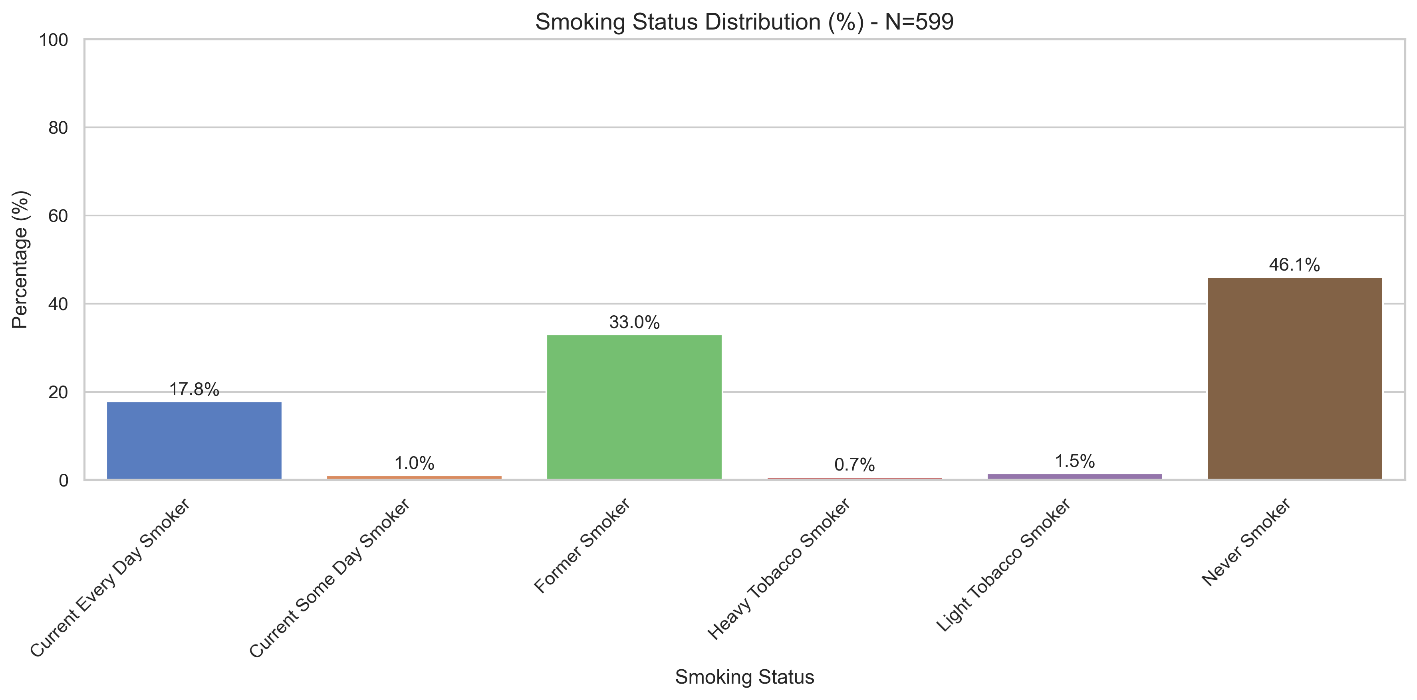 Smoking Status Distribution (%) - N=599
Percentage (%)
100
80
60
40
20
0
17.8%
1.0%
33.0%
0.7%
1.5%
46.1%
Current Every Day Smoker
Current Some Day Smoker
Former Smoker
Heavy Tobacco Smoker
Light Tobacco Smoker
Never Smoker
Smoking Status